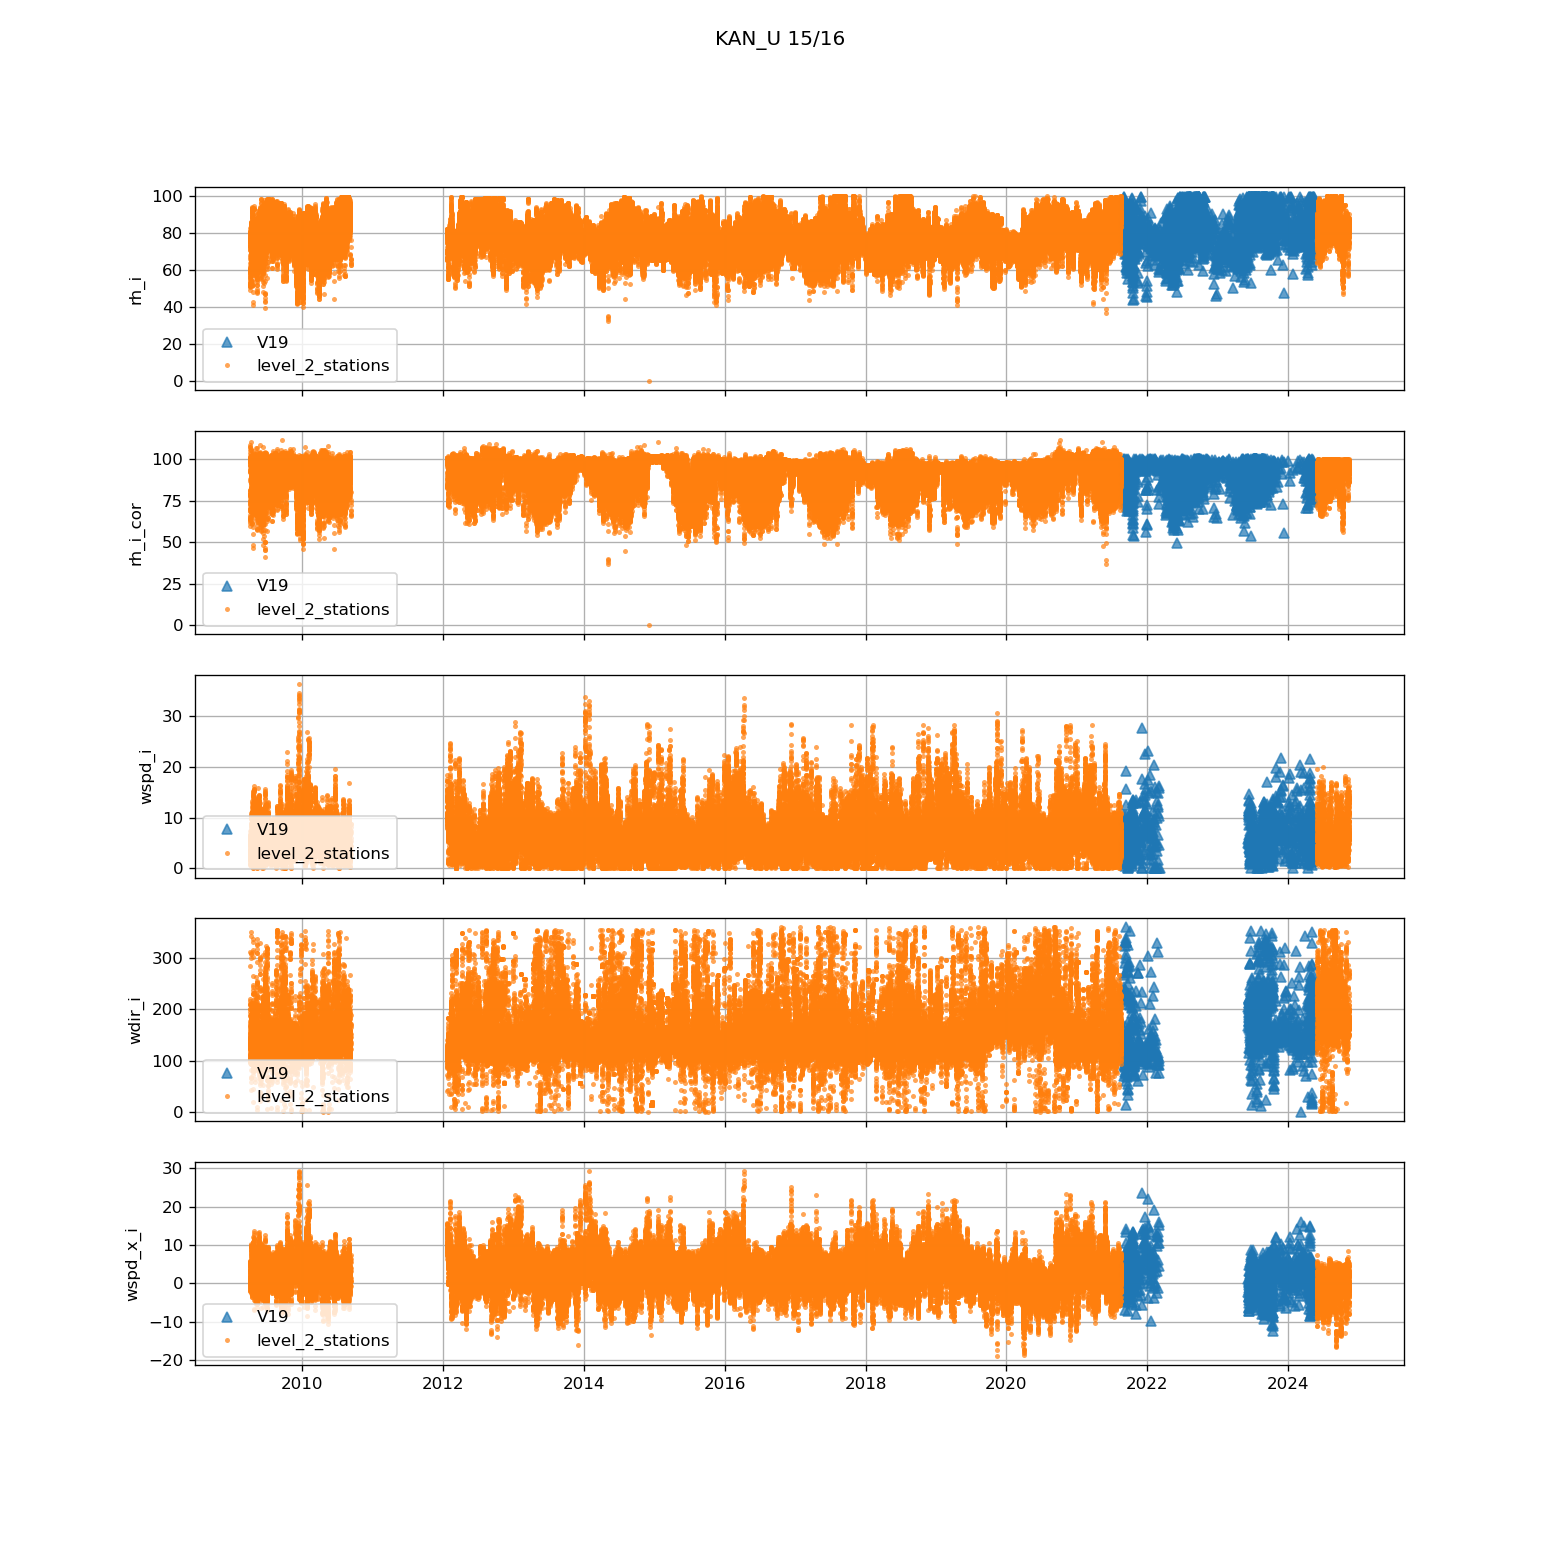 KAN_U 15/16
100
80
60
40
20
0
rh_i
V19
level_2_stations
100
75
50
25
0
rh_i_cor
V19
level_2_stations
30
20
10
0
wspd_i
V19
level_2_stations
300
200
100
0
wdir_i
V19
level_2_stations
30
20
10
0
−10
−20
wspd_x_i
V19
level_2_stations
2010 2012 2014 2016 2018 2020 2022 2024